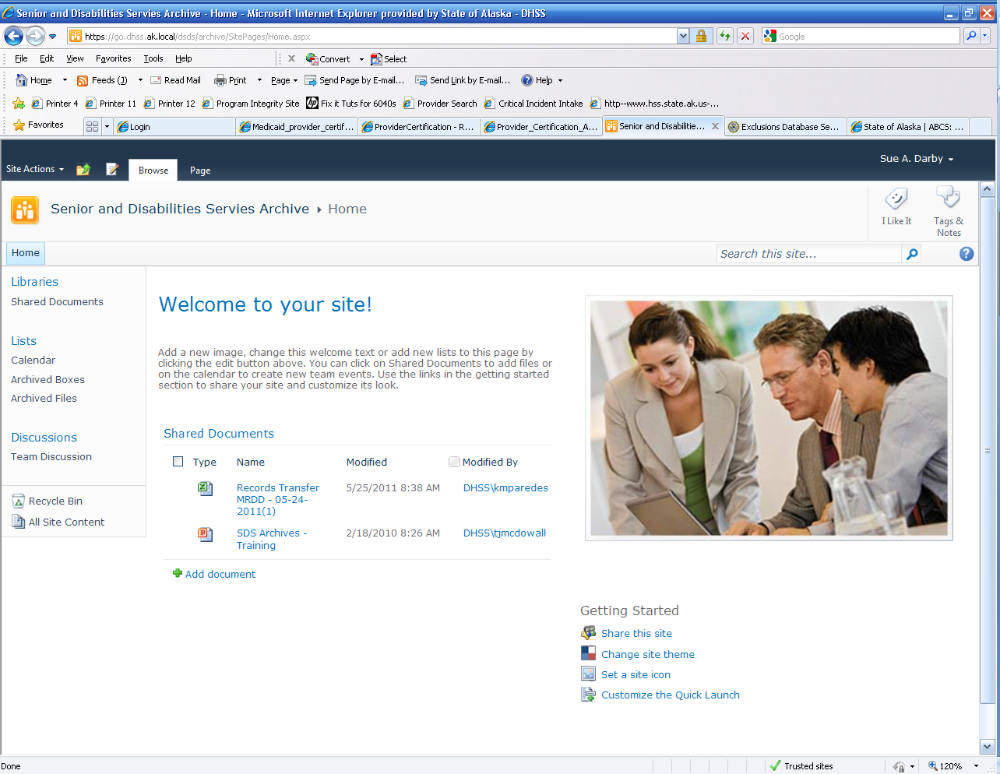 Senior and Disabilities Servies Archive - Home - Microsoft Internet Explorer provided by State of Alaska - DHSS
https://go.dhss.ak.local/dsds/archive/SitePages/Home.aspx
Google
File Edit View Favorites Tools Help
Convert Select
Home Feeds (J) Read Mail Print Page Send Page by E-mail... Send Link by E-mail... Help
Printer 4 Printer 11 Printer 12 Program Integrity Site Fix it Tuts for 6040s Provider Search Critical Incident Intake http--www.hss.state.ak.us-...
Favorites Login Medicaid_provider_certif... ProviderCertification - R... Provider_Certification_A... Senior and Disabilitie... Exclusions Database Se... State of Alaska | ABCS: ...
Sue A. Darby
Site Actions Browse Page
Senior and Disabilities Servies Archive Home
I Like It
Tags &
Notes
Home
Search this site...
Libraries
Shared Documents
Lists
Calendar
Archived Boxes
Archived Files
Discussions
Team Discussion
Recycle Bin
All Site Content
Welcome to your site!
Add a new image, change this welcome text or add new lists to this page by
clicking the edit button above. You can click on Shared Documents to add files or
on the calendar to create new team events. Use the links in the getting started
section to share your site and customize its look.
Shared Documents
Type Name Modified Modified By
Records Transfer
MRDD - 05-24-
2011(1)
5/25/2011 8:38 AM DHSS\kmparedes
SDS Archives -
Training
2/18/2010 8:26 AM DHSS\tjmcdowall
Add document
Getting Started
Share this site
Change site theme
Set a site icon
Customize the Quick Launch
Done
Trusted sites
120%